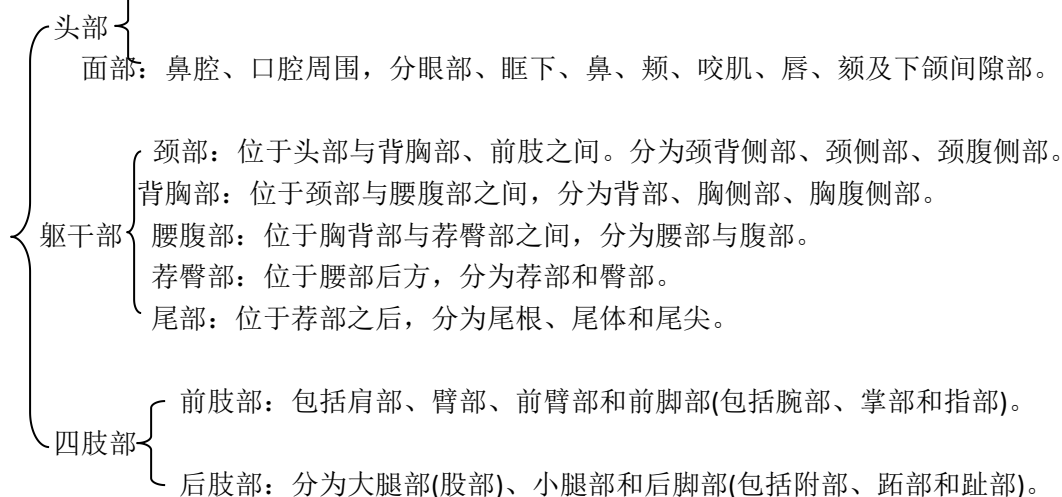 头部
面部：鼻腔、口腔周围，分眼部、眶下、鼻、颊、咬肌、唇、颏及下颌间隙部。
颈部：位于头部与背胸部、前肢之间。分为颈背侧部、颈侧部、颈腹侧部。
背胸部：位于颈部与腰腹部之间，分为背部、胸侧部、胸腹侧部。
躯干部
腰腹部：位于胸背部与荐臀部之间，分为腰部与腹部。
荐臀部：位于腰部后方，分为荐部和臀部。
尾部：位于荐部之后，分为尾根、尾体和尾尖。
前肢部：包括肩部、臂部、前臂部和前脚部(包括腕部、掌部和指部)。
四肢部
后肢部：分为大腿部(股部)、小腿部和后脚部(包括附部、跖部和趾部)。